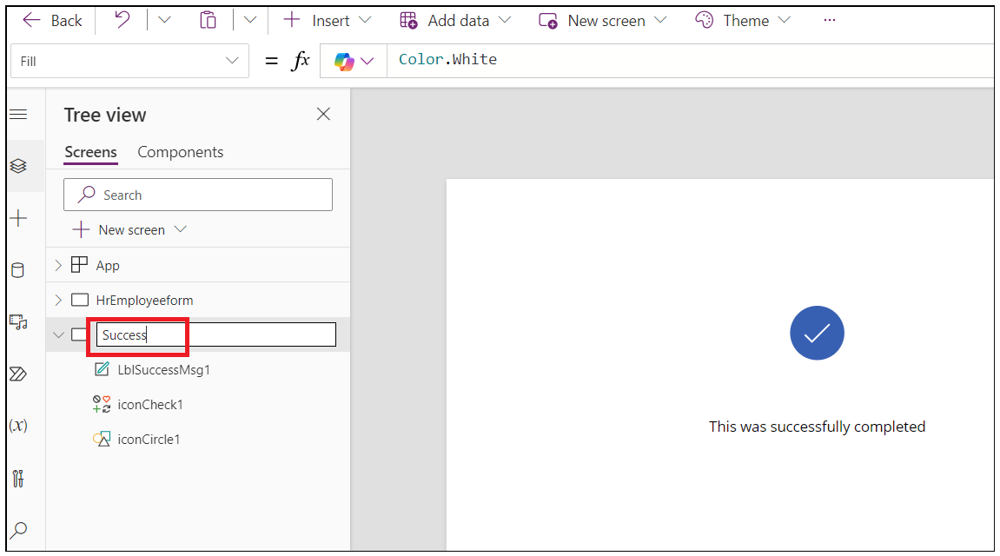 Back Insert Add data New screen Theme ...
Fill = fx Color.White
Tree view
Screens Components
Search
New screen
App
HrEmployeeform
Success
LblSuccessMsg1
iconCheck1
iconCircle1
(x)
This was successfully completed